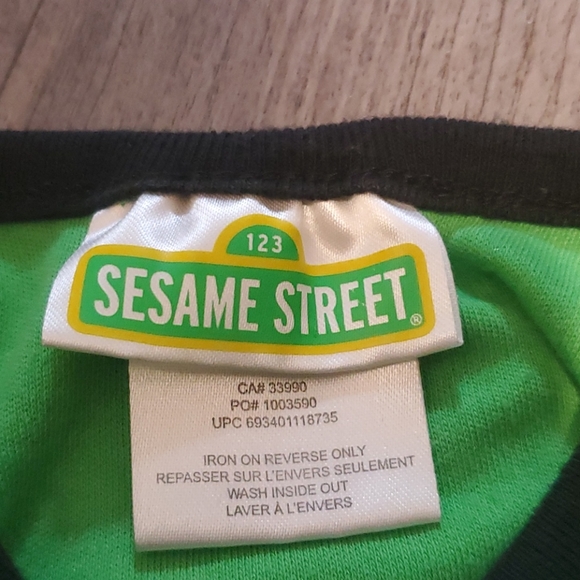 123
SESAME STREET®
CA# 33990
PO# 1003590
UPC 693401118735
IRON ON REVERSE ONLY
REPASSER SUR L'ENVERS SEULEMENT
WASH INSIDE OUT
LAVER À L'ENVERS